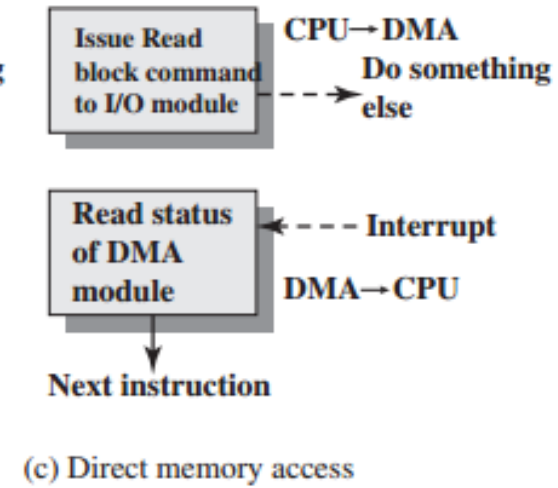 Issue Read
block command
to I/O module
CPU→DMA
Do something
else
Read status
of DMA
module
Interrupt
DMA→CPU
Next instruction
(c) Direct memory access